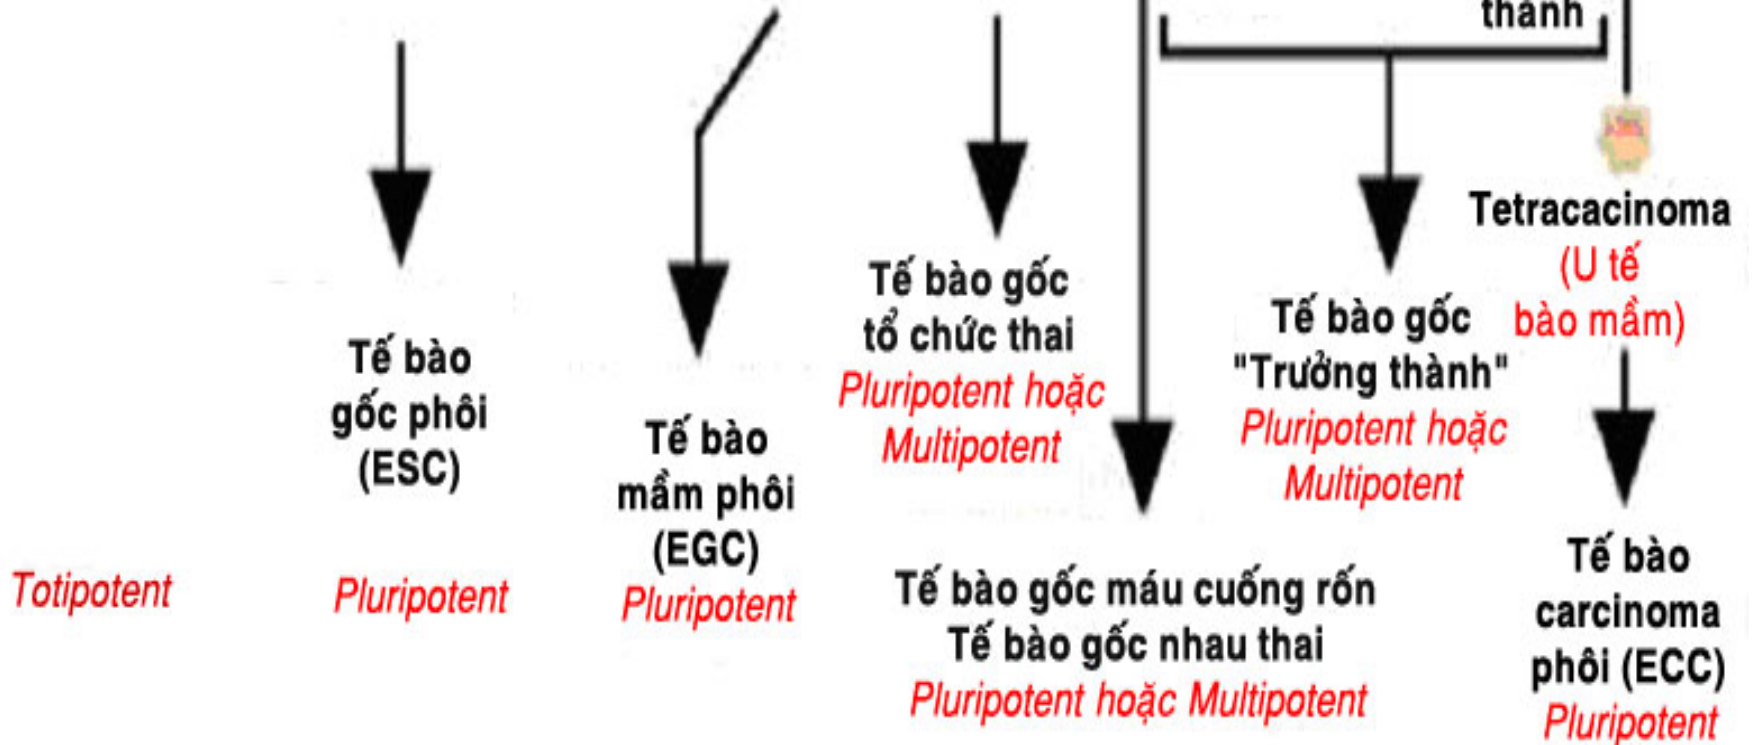 thành
Tế bào
gốc phôi
(ESC)
Tế bào
mầm phôi
(EGC)
Tế bào gốc
tổ chức thai
Pluripotent hoặc
Multipotent
Tế bào gốc
"Trưởng thành"
Pluripotent hoặc
Multipotent
Tetracacinoma
(U tế
bào mầm)
Totipotent
Pluripotent
Pluripotent
Tế bào gốc máu cuống rốn
Tế bào gốc nhau thai
Pluripotent hoặc Multipotent
Tế bào
carcinoma
phôi (ECC)
Pluripotent